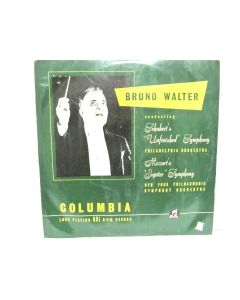 BRUNO WALTER
conducting
Schubert's
"Unfinished" Symphony
PHILADELPHIA ORCHESTRA
Mozart's
"Jupiter" Symphony
NEW YORK PHILHARMONIC
SYMPHONY ORCHESTRA
COLUMBIA
LONG PLAYING 33⅓ R.P.M. RECORD